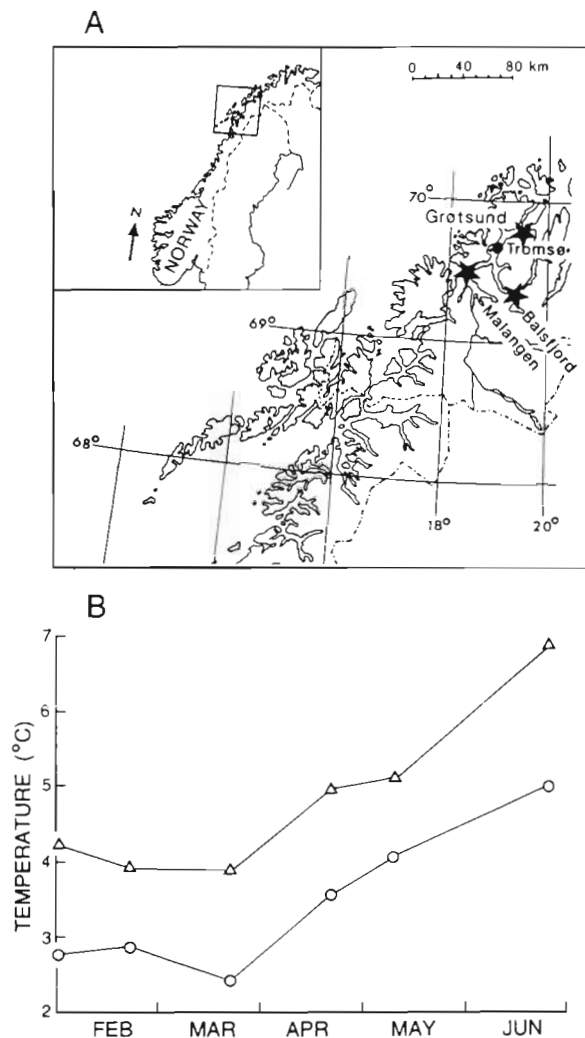 A
0 40 80 km
N
NORWAY
70°
Grøtsund
Tromsø
Malangen
Balsfjord
69°
68°
18°
20°
B
TEMPERATURE (°C)
7
6
5
4
3
2
FEB MAR APR MAY JUN